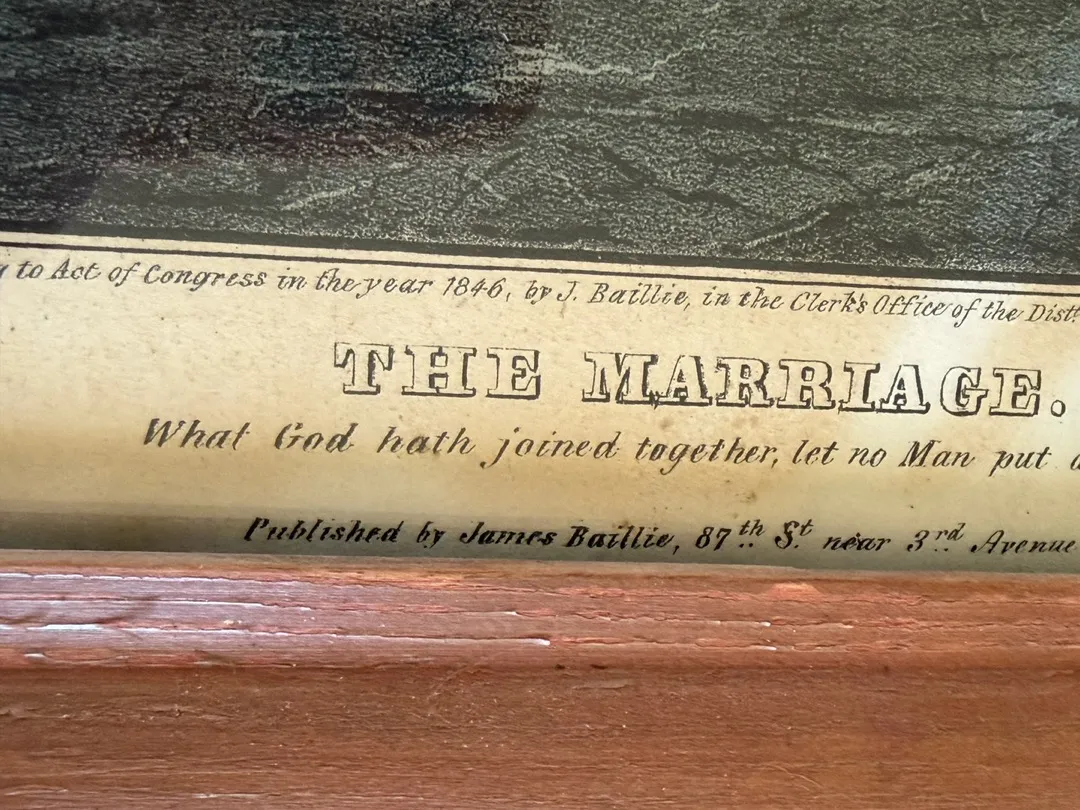 to Act of Congress in the year 1846, by J. Baillie, in the Clerk's Office of the Dist.
THE MARRIAGE.
What God hath joined together, let no Man put
Published by James Baillie, 87th St. near 3rd Avenue